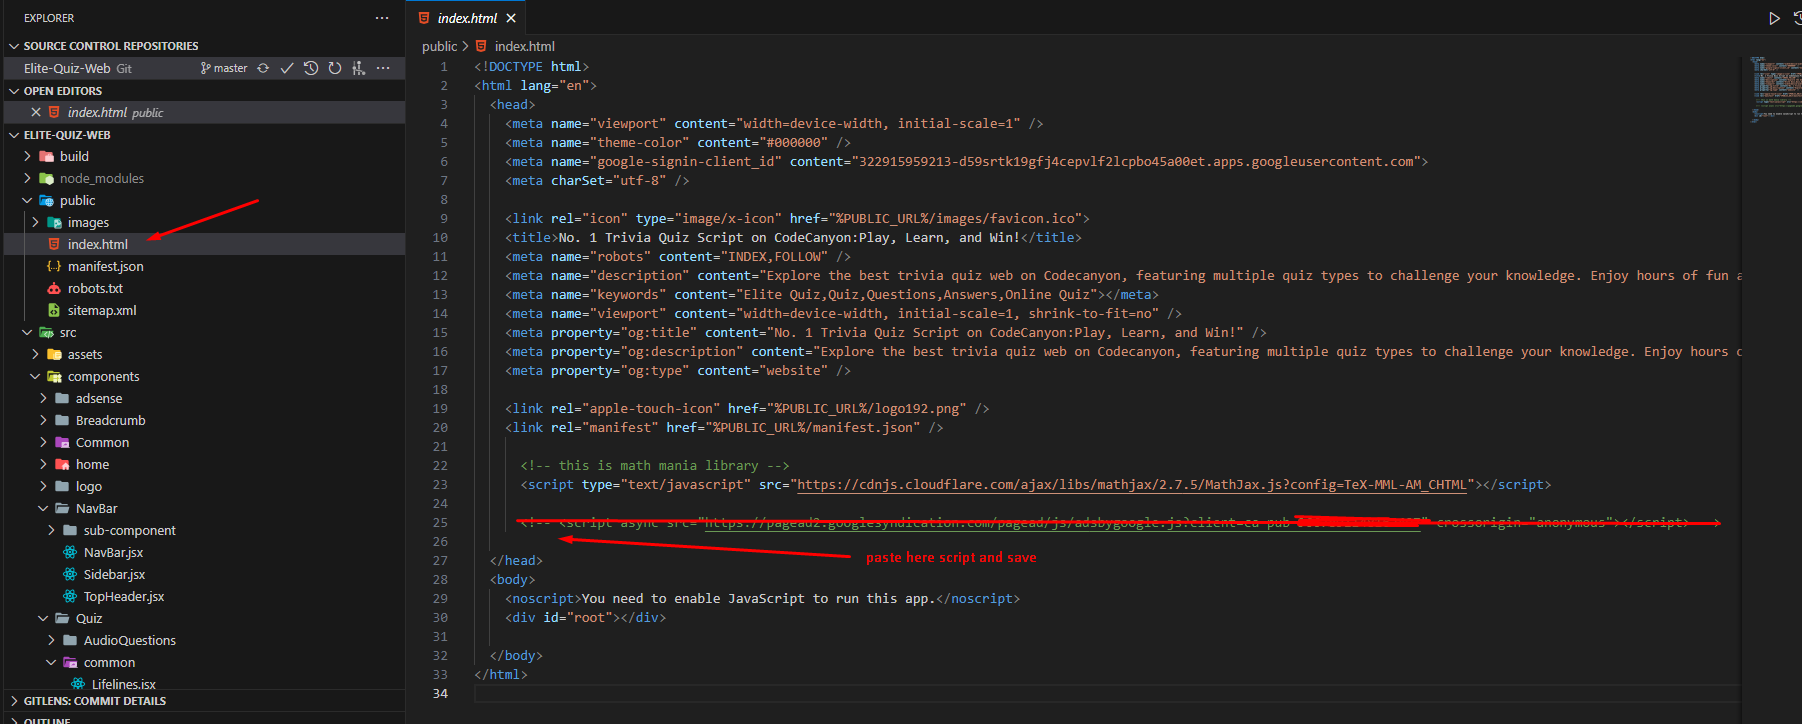 EXPLORER
SOURCE CONTROL REPOSITORIES
Elite-Quiz-Web Git master
OPEN EDITORS
index.html public
ELITE-QUIZ-WEB
build
node_modules
public
images
index.html
manifest.json
robots.txt
sitemap.xml
src
assets
components
adsense
Breadcrumb
Common
home
logo
NavBar
sub-component
NavBar.jsx
Sidebar.jsx
TopHeader.jsx
Quiz
AudioQuestions
common
Lifelines.jsx
GITLENS: COMMIT DETAILS
OUTLINE
index.html
public > index.html
1 <!DOCTYPE html>
2 <html lang="en">
3 <head>
4 <meta name="viewport" content="width=device-width, initial-scale=1" />
5 <meta name="theme-color" content="#000000" />
6 <meta name="google-signin-client_id" content="322915959213-d59srtk19gfj4cepvlf2lcpbo45a00et.apps.googleusercontent.com">
7 <meta charSet="utf-8" />
8
9 <link rel="icon" type="image/x-icon" href="%PUBLIC_URL%/images/favicon.ico">
10 <title>No. 1 Trivia Quiz Script on CodeCanyon:Play, Learn, and Win!</title>
11 <meta name="robots" content="INDEX,FOLLOW" />
12 <meta name="description" content="Explore the best trivia quiz web on Codecanyon, featuring multiple quiz types to challenge your knowledge. Enjoy hours of fun a
13 <meta name="keywords" content="Elite Quiz,Quiz,Questions,Answers,Online Quiz"></meta>
14 <meta name="viewport" content="width=device-width, initial-scale=1, shrink-to-fit=no" />
15 <meta property="og:title" content="No. 1 Trivia Quiz Script on CodeCanyon:Play, Learn, and Win!" />
16 <meta property="og:description" content="Explore the best trivia quiz web on Codecanyon, featuring multiple quiz types to challenge your knowledge. Enjoy hours o
17 <meta property="og:type" content="website" />
18
19 <link rel="apple-touch-icon" href="%PUBLIC_URL%/logo192.png" />
20 <link rel="manifest" href="%PUBLIC_URL%/manifest.json" />
21
22 <!-- this is math mania library -->
23 <script type="text/javascript" src="https://cdnjs.cloudflare.com/ajax/libs/mathjax/2.7.5/MathJax.js?config=TeX-MML-AM_CHTML"></script>
24
25 <!-- <script async src="https://pagead2.googlesyndication.com/pagead/js/adsbygoogle.js?client=ca-pub- crossorigin="anonymous"></script>
26
paste here script and save
27 </head>
28 <body>
29 <noscript>You need to enable JavaScript to run this app.</noscript>
30 <div id="root"></div>
31
32 </body>
33 </html>
34